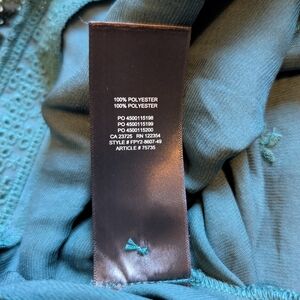 100% POLYESTER
100% POLYESTER
PO 4500115198
PO 4500115199
PO 4500115200
CA 23725 RN 122354
STYLE # FPY2-8607-49
ARTICLE # 75735